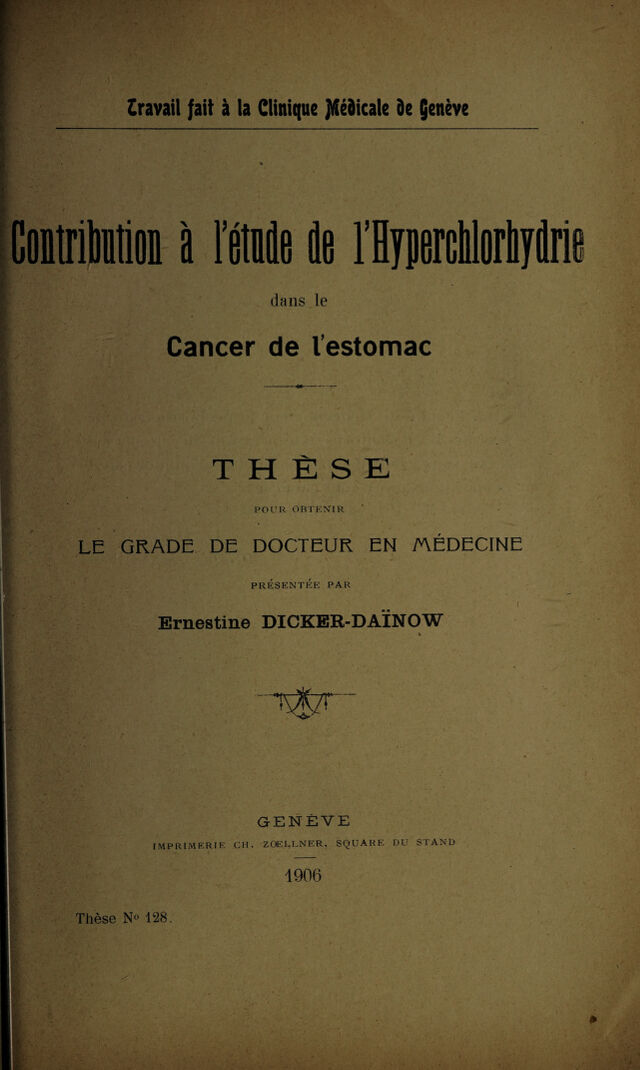 Travail fait à la Clinique Médicale de Genève
Contribution à l'étude de l'Hyperchlorhydrie
dans le
Cancer de l'estomac
THÈSE
POUR OBTENIR
LE GRADE DE DOCTEUR EN MÉDECINE
PRÉSENTÉE PAR
Ernestine DICKER-DAÏNOW
GENÈVE
IMPRIMERIE CH. ZOELLNER, SQUARE DU STAND
1906
Thèse Nº 128.